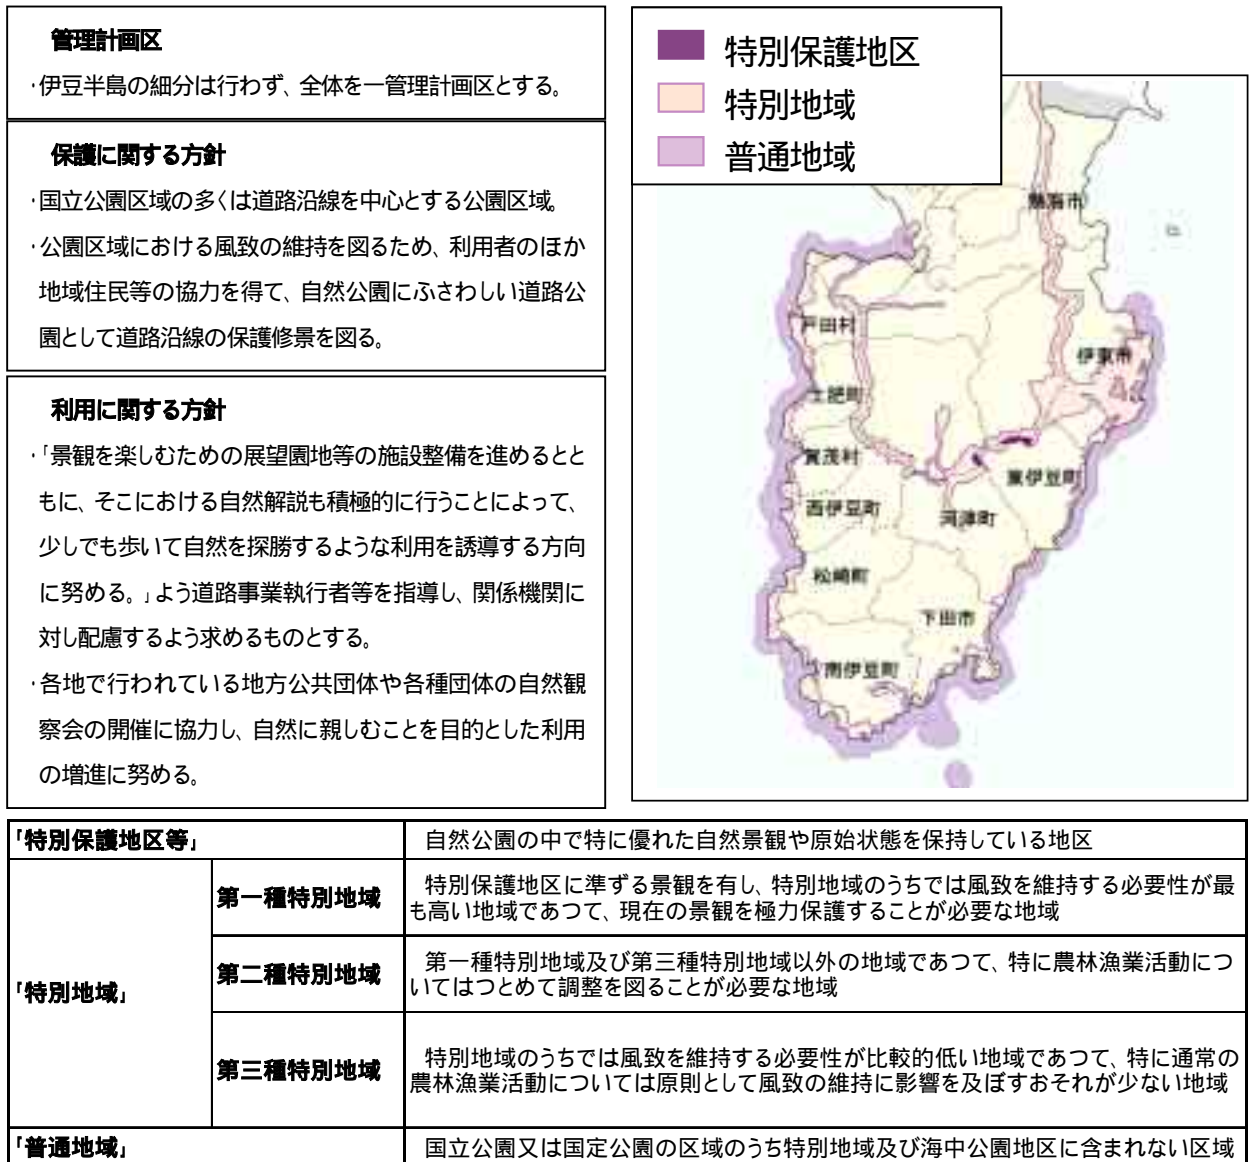 管理計画区
・伊豆半島の細分は行わず、全体を一管理計画区とする。
保護に関する方針
・国立公園区域の多くは道路沿線を中心とする公園区域。
・公園区域における風致の維持を図るため、利用者のほか
地域住民等の協力を得て、自然公園にふさわしい道路公
園として道路沿線の保護修景を図る。
利用に関する方針
・「景観を楽しむための展望園地等の施設整備を進めるとと
もに、そこにおける自然解説も積極的に行うことによって、
少しでも歩いて自然を探勝するような利用を誘導する方向
に努める。」よう道路事業執行者等を指導し、関係機関に
対し配慮するよう求めるものとする。
・各地で行われている地方公共団体や各種団体の自然観
察会の開催に協力し、自然に親しむことを目的とした利用
の増進に努める。
特別保護地区
特別地域
普通地域
熱海市
戸田村
伊東市
土肥町
賀茂村
東伊豆町
西伊豆町
河津町
松崎町
下田市
南伊豆町
「特別保護地区等」
自然公園の中で特に優れた自然景観や原始状態を保持している地区
「特別地域」
第一種特別地域
特別保護地区に準ずる景観を有し、特別地域のうちでは風致を維持する必要性が最
も高い地域であつて、現在の景観を極力保護することが必要な地域
第二種特別地域
第一種特別地域及び第三種特別地域以外の地域であつて、特に農林漁業活動につ
いてはつとめて調整を図ることが必要な地域
第三種特別地域
特別地域のうちでは風致を維持する必要性が比較的低い地域であつて、特に通常の
農林漁業活動については原則として風致の維持に影響を及ぼすおそれが少ない地域
「普通地域」
国立公園又は国定公園の区域のうち特別地域及び海中公園地区に含まれない区域